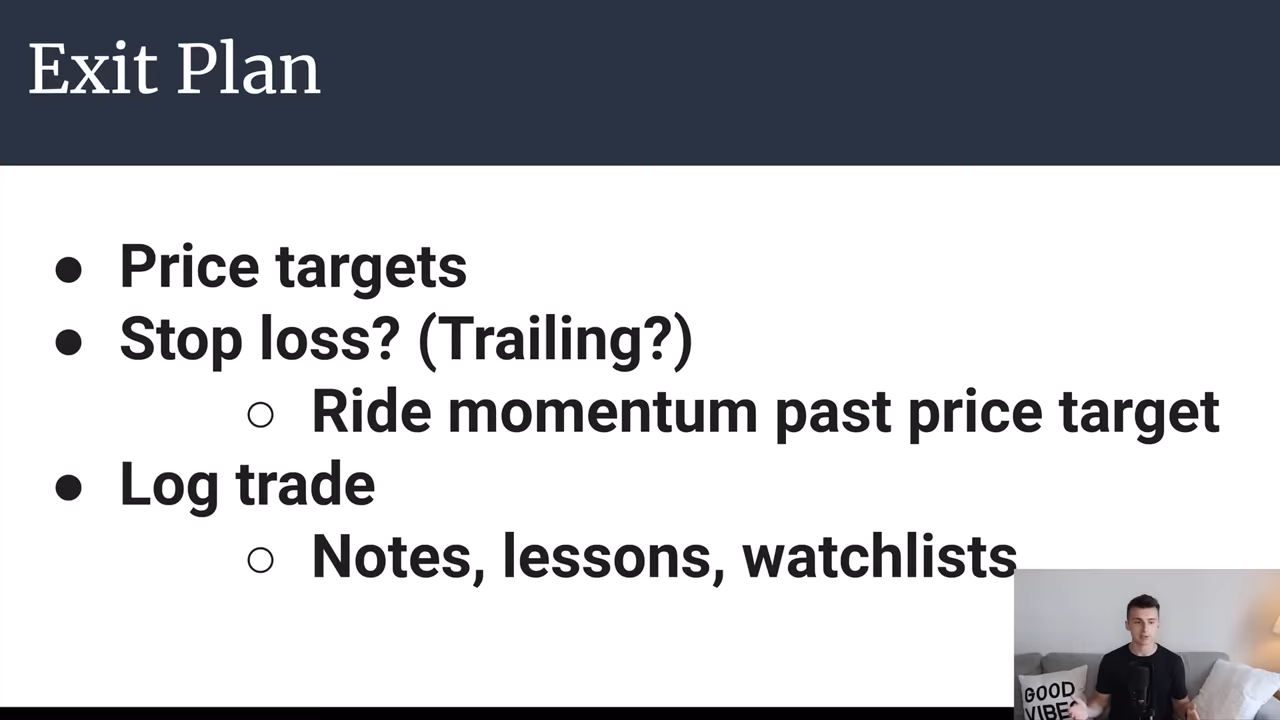 Exit Plan
● Price targets
● Stop loss? (Trailing?)
○ Ride momentum past price target
● Log trade
○ Notes, lessons, watchlists
GOOD
VIBES